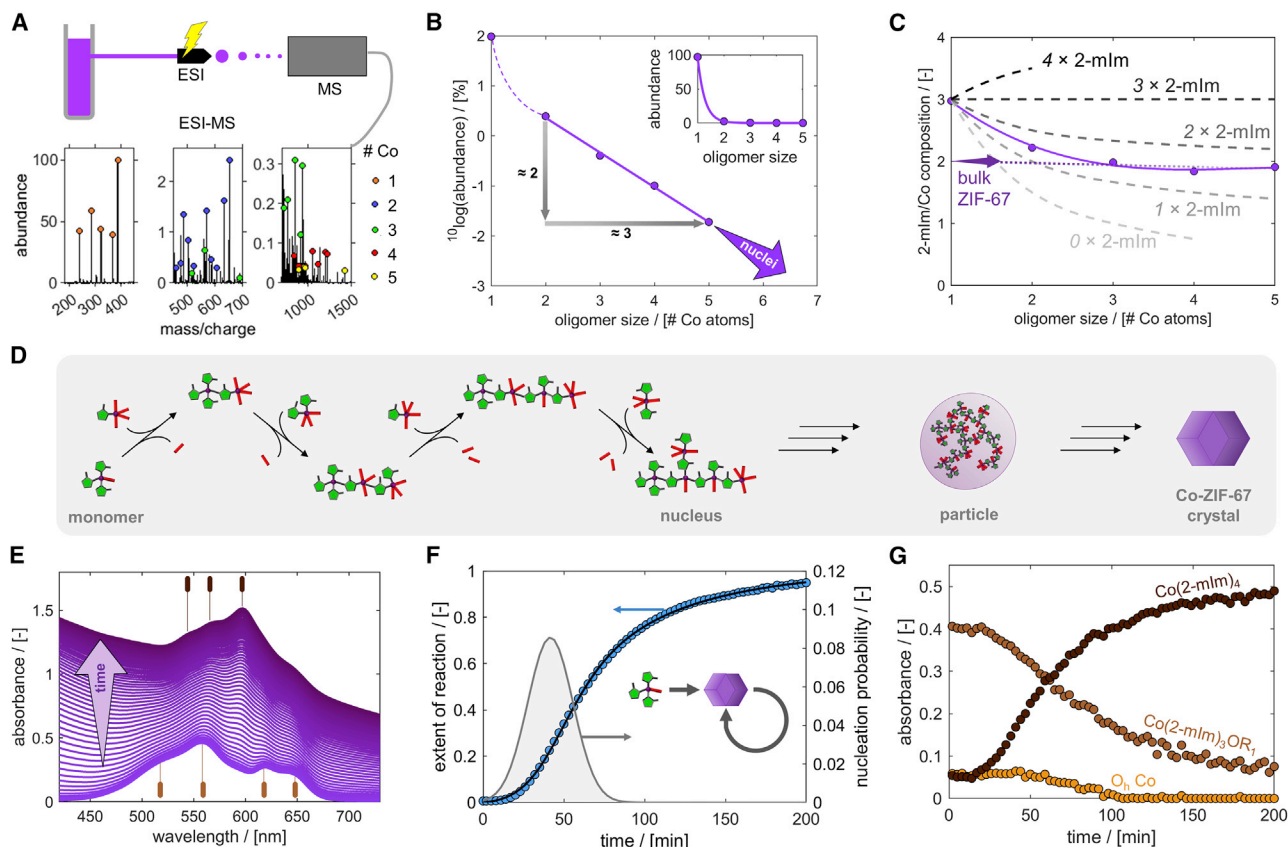 A
ESI
MS
ESI-MS
abundance
100
50
0
200 300 400
2
1
0
500 600 700
0.3
0.2
0.1
0
1000 1500
# Co
1
2
3
4
5
mass/charge
B
¹⁰log(abundance) / [%]
2
1
0
-1
-2
-3
1 2 3 4 5 6 7
oligomer size / [# Co atoms]
≈ 2
≈ 3
nuclei
abundance
100
50
0
1 2 3 4 5
oligomer size
C
2-mIm/Co composition / [-]
4
3
2
1
0
1 2 3 4 5
oligomer size / [# Co atoms]
4 × 2-mIm
3 × 2-mIm
2 × 2-mIm
1 × 2-mIm
0 × 2-mIm
bulk
ZIF-67
D
monomer
nucleus
particle
Co-ZIF-67
crystal
E
absorbance / [-]
1.5
1
0.5
0
450 500 550 600 650 700
wavelength / [nm]
time
F
extent of reaction / [-]
1
0.8
0.6
0.4
0.2
0
0 50 100 150 200
time / [min]
0.12
0.1
0.08
0.06
0.04
0.02
0
nucleation probability / [-]
G
absorbance / [-]
0.5
0.4
0.3
0.2
0.1
0
0 50 100 150 200
time / [min]
Co(2-mIm)₄
Co(2-mIm)₃OR₁
Oₕ Co